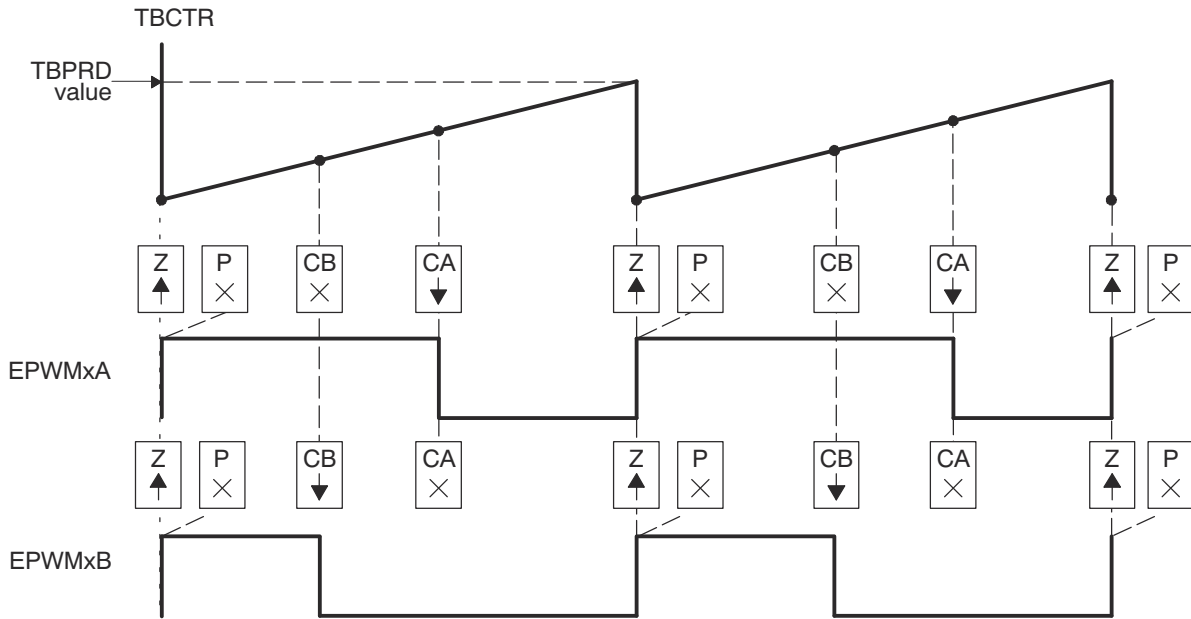 TBCTR
TBPRD
value
Z P CB CA Z P CB CA Z P
EPWMxA
Z P CB CA Z P CB CA Z P
EPWMxB